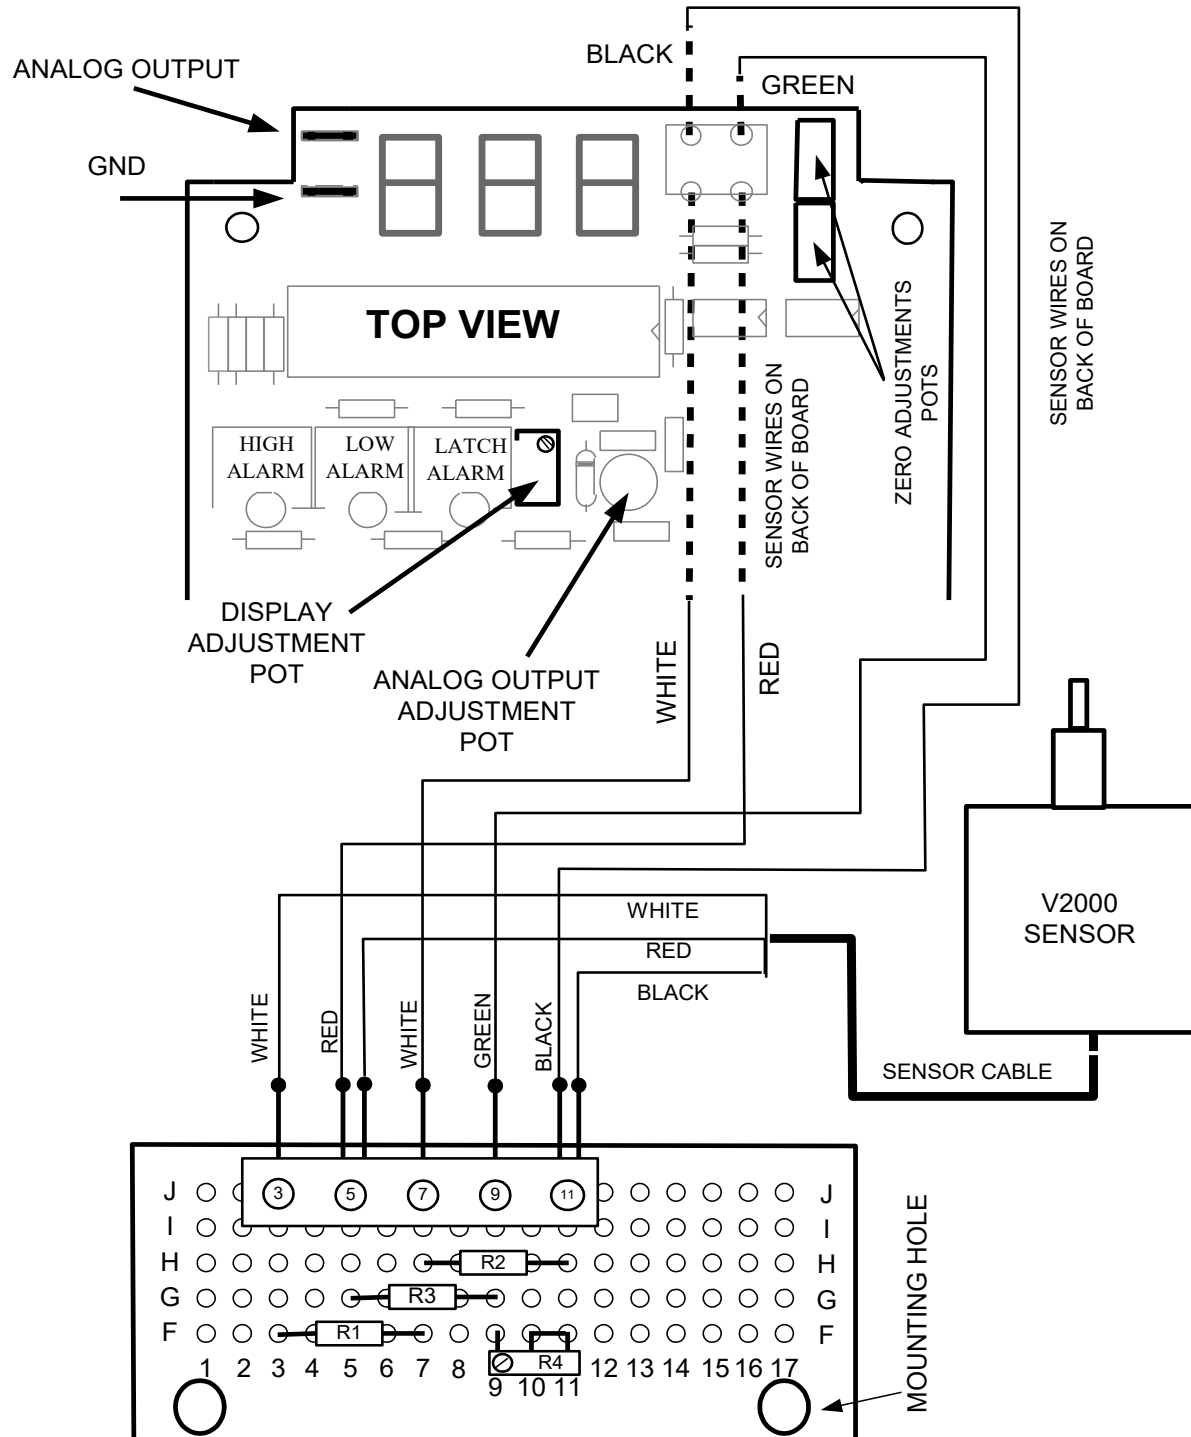 BLACK
ANALOG OUTPUT
GREEN
GND
TOP VIEW
SENSOR WIRES ON
BACK OF BOARD
ZERO ADJUSTMENTS
POTS
SENSOR WIRES ON
BACK OF BOARD
HIGH
ALARM
LOW
ALARM
LATCH
ALARM
DISPLAY
ADJUSTMENT
POT
ANALOG OUTPUT
ADJUSTMENT
POT
WHITE
RED
V2000
SENSOR
WHITE
RED
BLACK
WHITE
RED
WHITE
GREEN
BLACK
SENSOR CABLE
J 3 5 7 9 11 J
I I
H R2 H
G R3 G
F R1 F
R4
1 2 3 4 5 6 7 8 9 10 11 12 13 14 15 16 17
MOUNTING HOLE